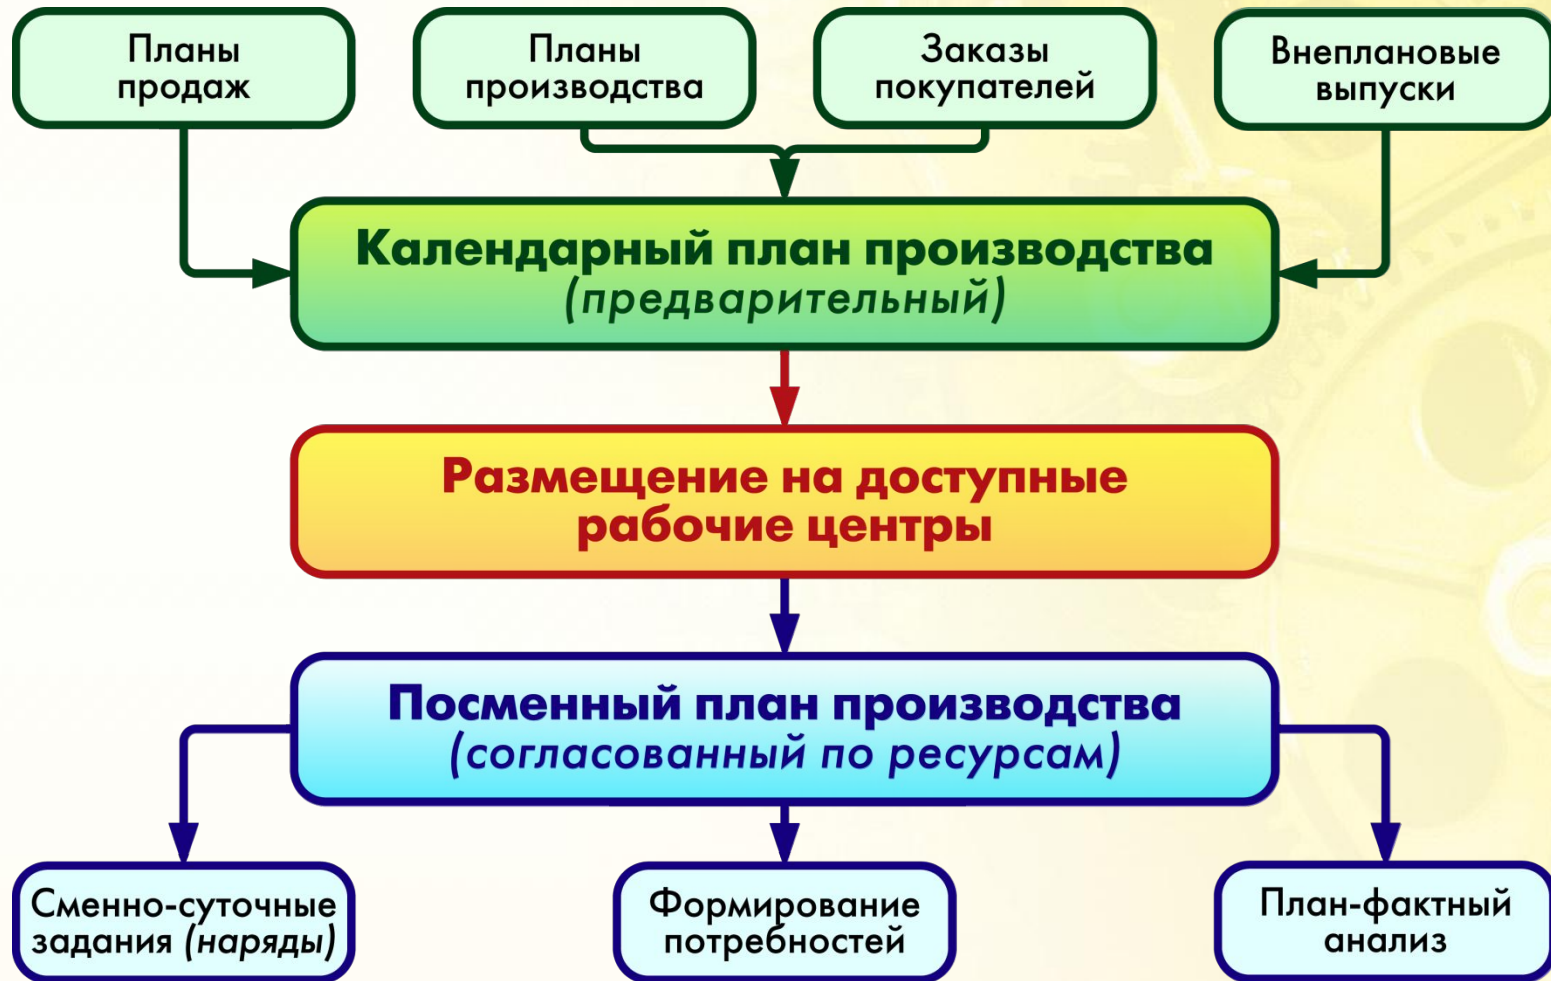 Планы
продаж
Планы
производства
Заказы
покупателей
Внеплановые
выпуски
Календарный план производства
(предварительный)
Размещение на доступные
рабочие центры
Посменный план производства
(согласованный по ресурсам)
Сменно-суточные
задания (наряды)
Формирование
потребностей
План-фактный
анализ